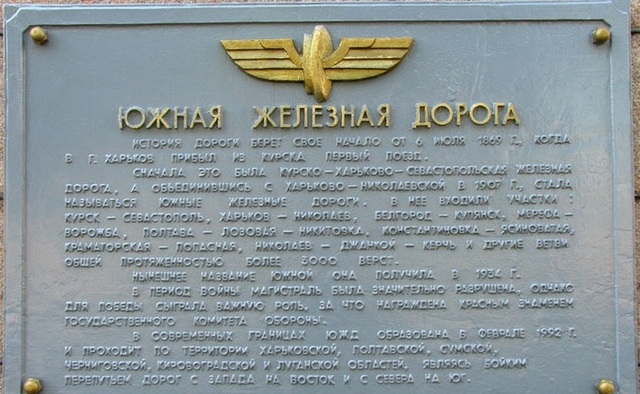 ЮЖНАЯ ЖЕЛЕЗНАЯ ДОРОГА
ИСТОРИЯ ДОРОГИ БЕРЕТ СВОЕ НАЧАЛО ОТ 6 ИЮЛЯ 1869 Г., КОГДА
В Г. ХАРЬКОВ ПРИБЫЛ ИЗ КУРСКА ПЕРВЫЙ ПОЕЗД.
СНАЧАЛА ЭТО БЫЛА КУРСКО-ХАРЬКОВО-СЕВАСТОПОЛЬСКАЯ ЖЕЛЕЗНАЯ
ДОРОГА, А ОБЪЕДИНИВШИСЬ С ХАРЬКОВО-НИКОЛАЕВСКОЙ В 1907 Г., СТАЛА
НАЗЫВАТЬСЯ ЮЖНЫЕ ЖЕЛЕЗНЫЕ ДОРОГИ. В НЕЕ ВХОДИЛИ УЧАСТКИ:
КУРСК - СЕВАСТОПОЛЬ, ХАРЬКОВ - НИКОЛАЕВ, БЕЛГОРОД - КУПЯНСК, МЕРЕФА -
ВОРОЖБА, ПОЛТАВА - ЛОЗОВАЯ - НИКИТОВКА, КОНСТАНТИНОВКА - ЯСИНОВАТАЯ,
КРАМАТОРСКАЯ - ПОПАСНАЯ, НИКОЛАЕВ - ДЖАНКОЙ - КЕРЧЬ И ДРУГИЕ ВЕТВИ
ОБЩЕЙ ПРОТЯЖЕННОСТЬЮ БОЛЕЕ 3000 ВЕРСТ.
НЫНЕШНЕЕ НАЗВАНИЕ ЮЖНОЙ ОНА ПОЛУЧИЛА В 1934 Г.
В ПЕРИОД ВОЙНЫ МАГИСТРАЛЬ БЫЛА ЗНАЧИТЕЛЬНО РАЗРУШЕНА, ОДНАКО
ДЛЯ ПОБЕДЫ СЫГРАЛА ВАЖНУЮ РОЛЬ, ЗА ЧТО НАГРАЖДЕНА КРАСНЫМ ЗНАМЕНЕМ
ГОСУДАРСТВЕННОГО КОМИТЕТА ОБОРОНЫ.
В СОВРЕМЕННЫХ ГРАНИЦАХ ЮЖД ОБРАЗОВАНА В ФЕВРАЛЕ 1992 Г.
И ПРОХОДИТ ПО ТЕРРИТОРИИ ХАРЬКОВСКОЙ, ПОЛТАВСКОЙ, СУМСКОЙ,
ЧЕРНИГОВСКОЙ, КИРОВОГРАДСКОЙ И ЛУГАНСКОЙ ОБЛАСТЕЙ, ЯВЛЯЯСЬ БОЙКИМ
ПЕРЕПУТЬЕМ ДОРОГ С ЗАПАДА НА ВОСТОК И С СЕВЕРА НА ЮГ.